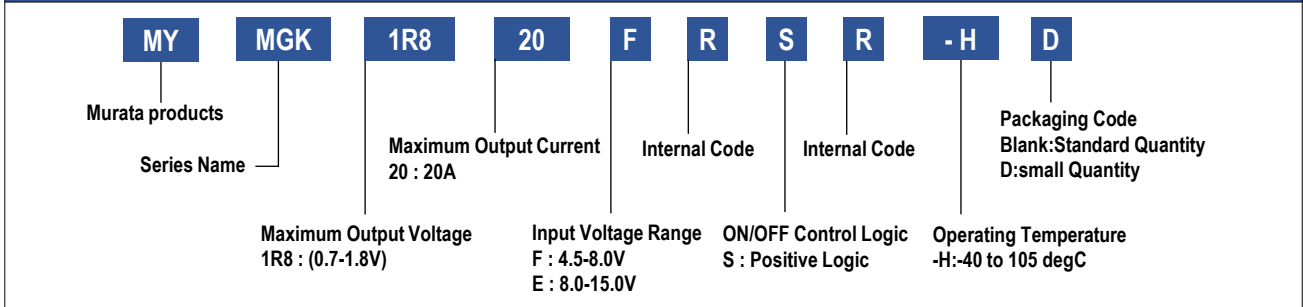 MY MGK 1R8 20 F R S R - H D
Murata products
Series Name
Maximum Output Voltage
1R8 : (0.7-1.8V)
Maximum Output Current
20 : 20A
Input Voltage Range
F : 4.5-8.0V
E : 8.0-15.0V
Internal Code
ON/OFF Control Logic
S : Positive Logic
Internal Code
Operating Temperature
-H:-40 to 105 degC
Packaging Code
Blank:Standard Quantity
D:small Quantity